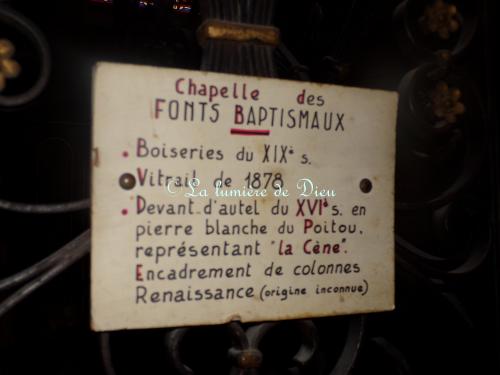 Chapelle des
FONTS BAPTISMAUX
• Boiseries du XIXe s.
Vitrail de 1878
© La lumière de Dieu
• Devant d'autel du XVIe s. en
pierre blanche du Poitou,
représentant "la Cène".
Encadrement de colonnes
Renaissance (origine inconnue)